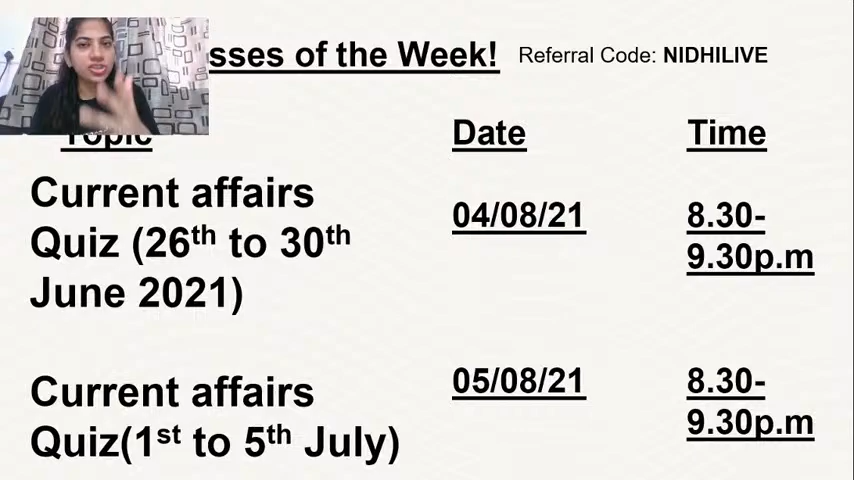 sses of the Week! Referral Code: NIDHILIVE
Topic Date Time
Current affairs
Quiz (26th to 30th
June 2021)
04/08/21
8.30-
9.30p.m
Current affairs
Quiz(1st to 5th July)
05/08/21
8.30-
9.30p.m